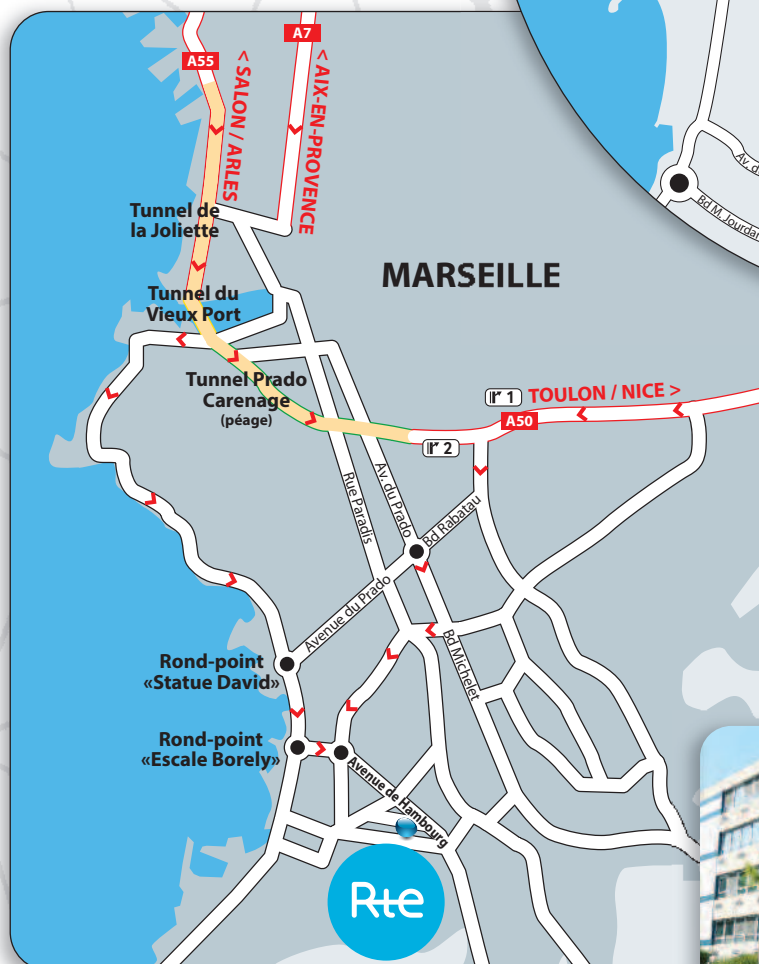 A7
A55
< SALON / ARLES
< AIX-EN-PROVENCE
Av. d
Bd M. Jourdan
Tunnel de
la Joliette
MARSEILLE
Tunnel du
Vieux Port
Tunnel Prado
Carenage
(péage)
1
TOULON / NICE >
A50
2
Rue Paradis
Av. du Prado
Bd Rabatau
Avenue du Prado
Bd Michelet
Rond-point
«Statue David»
Rond-point
«Escale Borely»
Avenue de Hambourg
Rte